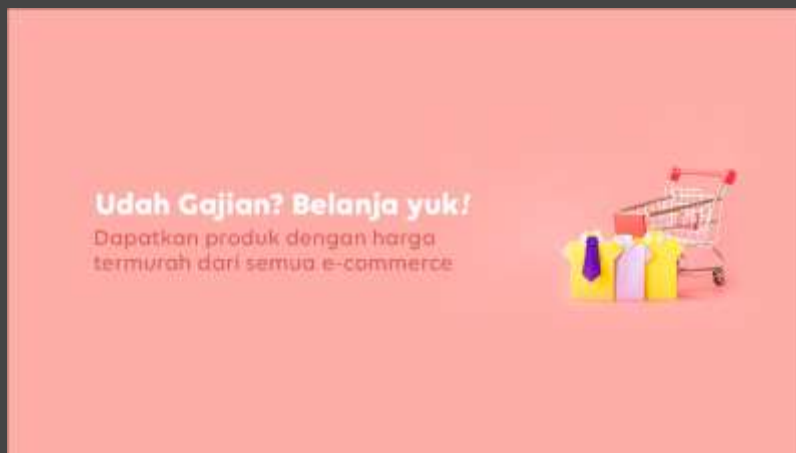 Udah Gajian? Belanja yuk!
Dapatkan produk dengan harga
termurah dari semua e-commerce